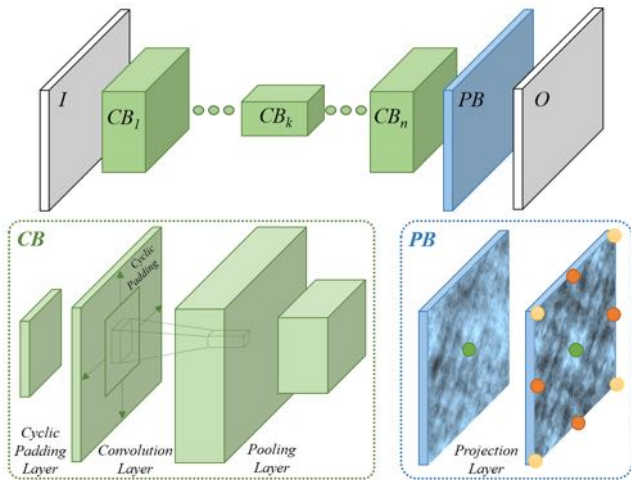 I
CB₁
CBₖ
CBₙ
PB
O
CB
Cyclic
Padding
Cyclic
Padding
Layer
Convolution
Layer
Pooling
Layer
PB
Projection
Layer